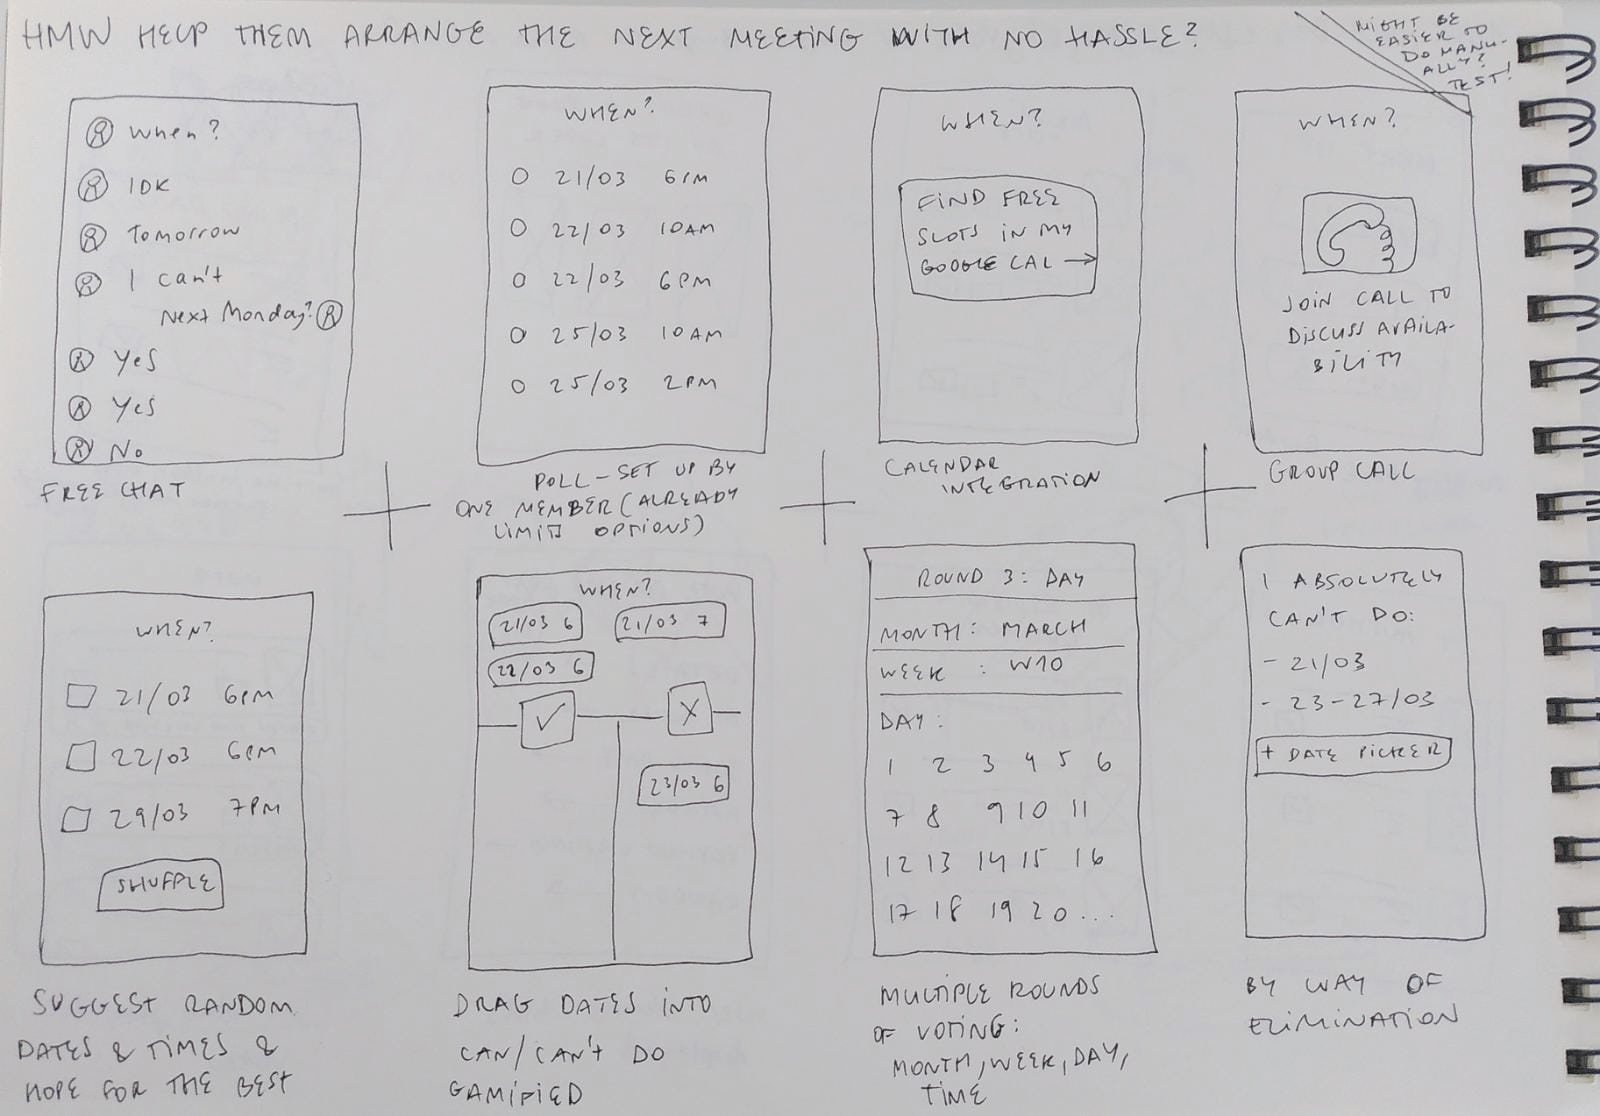 HMW HELP THEM ARRANGE THE NEXT MEETING WITH NO HASSLE?
MIGHT BE
EASIER TO
DO MANU-
ALLY?
TEST!
When?
IDK
Tomorrow
I can't
Next Monday?
Yes
Yes
No
FREE CHAT
WHEN?
21/03 6PM
22/03 10AM
22/03 6PM
25/03 10AM
25/03 2PM
POLL – SET UP BY
ONE MEMBER (ALREADY
LIMITS OPTIONS)
WHEN?
FIND FREE
SLOTS IN MY
GOOGLE CAL →
CALENDAR
INTEGRATION
WHEN?
JOIN CALL TO
DISCUSS AVAILA-
BILITY
GROUP CALL
WHEN?
21/03 6PM
22/03 6PM
29/03 7PM
SHUFFLE
SUGGEST RANDOM
DATES & TIMES &
HOPE FOR THE BEST
WHEN?
21/03 6 21/03 7
22/03 6
✓ X
23/03 6
DRAG DATES INTO
CAN/CAN'T DO
GAMIFIED
ROUND 3: DAY
MONTH: MARCH
WEEK : W10
DAY:
1 2 3 4 5 6
7 8 9 10 11
12 13 14 15 16
17 18 19 20...
MULTIPLE ROUNDS
OF VOTING:
MONTH, WEEK, DAY,
TIME
I ABSOLUTELY
CAN'T DO:
- 21/03
- 23-27/03
+ DATE PICKER
BY WAY OF
ELIMINATION